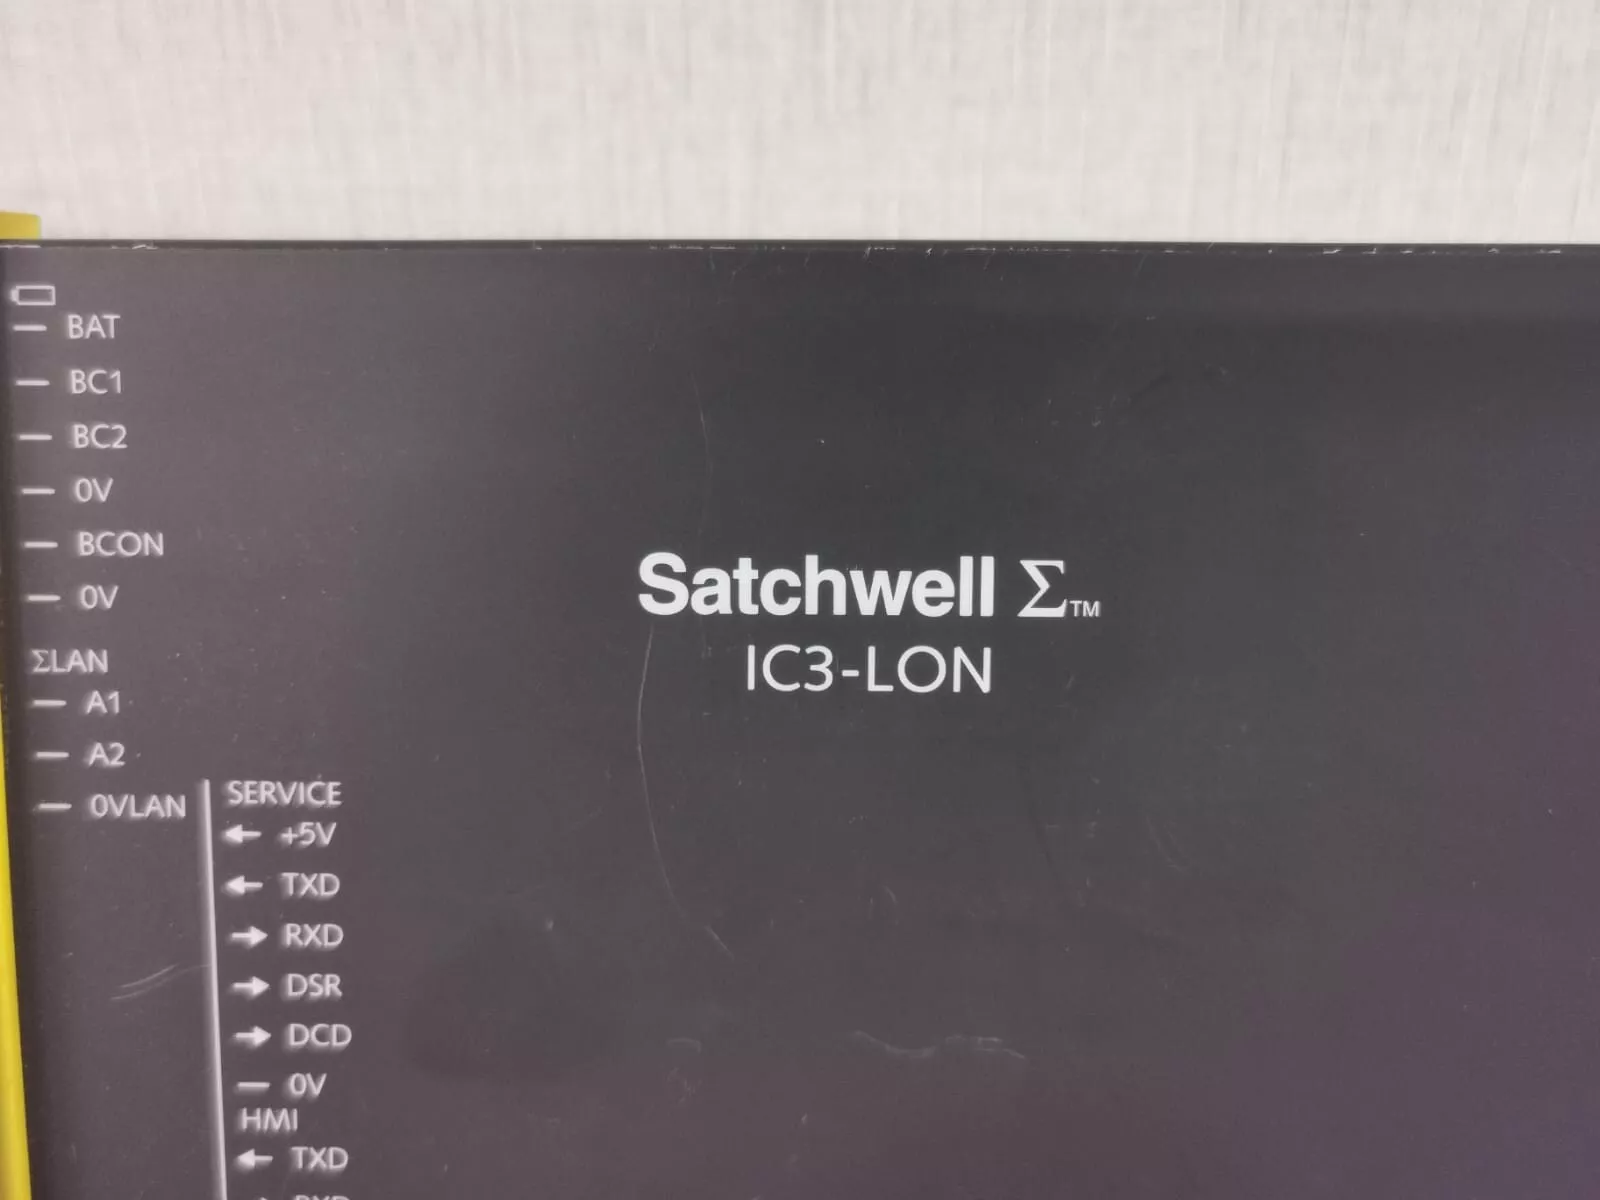 BAT
BC1
BC2
0V
BCON
0V
ΣLAN
A1
A2
0VLAN
SERVICE
+5V
TXD
RXD
DSR
DCD
0V
HMI
TXD
RXD
Satchwell Σ™
IC3-LON